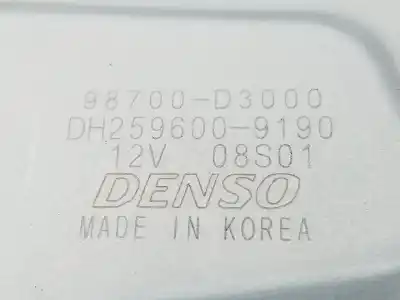 98700-D3000
DH259600-9190
12V 08S01
DENSO
MADE IN KOREA